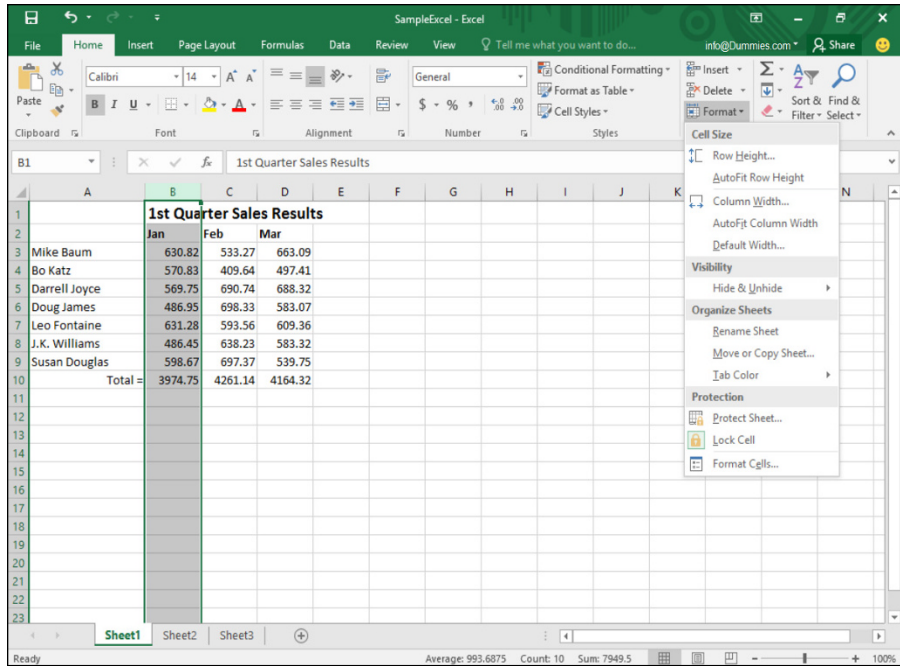 SampleExcel - Excel
File Home Insert Page Layout Formulas Data Review View Tell me what you want to do... info@Dummies.com Share
Calibri 14 A A General Conditional Formatting Insert Σ
Paste Format as Table Delete Sort & Find &
B I U A $ % , Cell Styles Format Filter Select
Clipboard Font Alignment Number Styles
B1 fx 1st Quarter Sales Results
Cell Size
Row Height...
AutoFit Row Height
Column Width...
AutoFit Column Width
Default Width...
Visibility
Hide & Unhide
Organize Sheets
Rename Sheet
Move or Copy Sheet...
Tab Color
Protection
Protect Sheet...
Lock Cell
Format Cells...
A B C D E F G H I J K N
1 1st Quarter Sales Results
2 Jan Feb Mar
3 Mike Baum 630.82 533.27 663.09
4 Bo Katz 570.83 409.64 497.41
5 Darrell Joyce 569.75 690.74 688.32
6 Doug James 486.95 698.33 583.07
7 Leo Fontaine 631.28 593.56 609.36
8 J.K. Williams 486.45 638.23 583.32
9 Susan Douglas 598.67 697.37 539.75
10 Total = 3974.75 4261.14 4164.32
11
12
13
14
15
16
17
18
19
20
21
22
23
Sheet1 Sheet2 Sheet3
Ready Average: 993.6875 Count: 10 Sum: 7949.5 100%